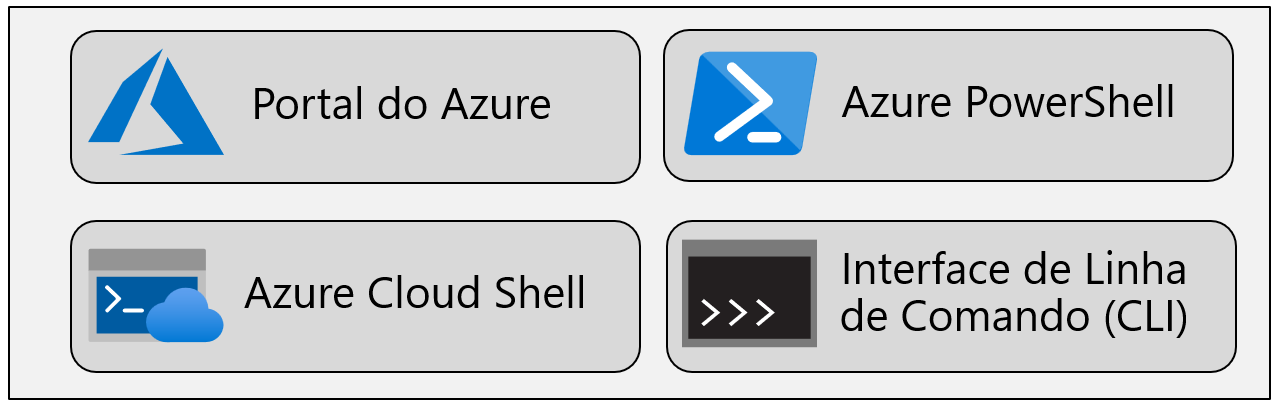 Portal do Azure
Azure PowerShell
Azure Cloud Shell
Interface de Linha
de Comando (CLI)